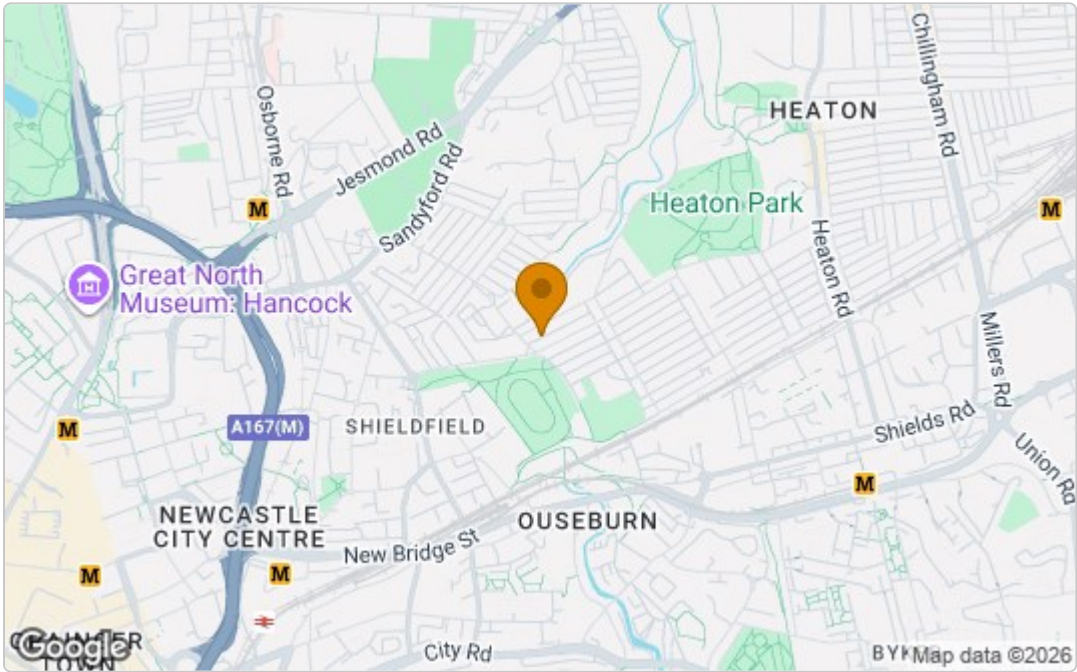 Chillingham Rd
HEATON
Osborne Rd
Jesmond Rd
Sandyford Rd
M
M
Heaton Park
Heaton Rd
Great North
Museum: Hancock
Millers Rd
A167(M)
SHIELDFIELD
M
Shields Rd
Union Rd
M
NEWCASTLE
CITY CENTRE
OUSEBURN
New Bridge St
M
M
City Rd
GRAINGER
TOWN
Google
Map data ©2026